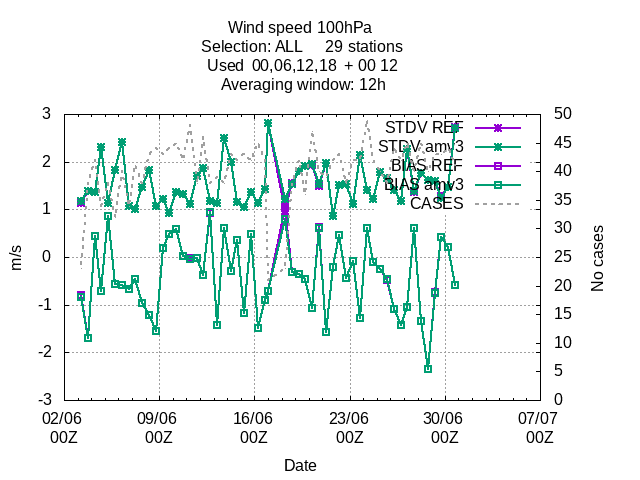 Wind speed 100hPa
Selection: ALL 29 stations
Used 00,06,12,18 + 00 12
Averaging window: 12h
3 50
STDV REF
45
STDV amv3
2 40
BIAS REF
BIAS amv3
35
1
CASES
30
0 25
20
-1
15
-2 10
5
-3 0
m/s
No cases
02/06 09/06 16/06 23/06 30/06 07/07
00Z 00Z 00Z 00Z 00Z 00Z
Date